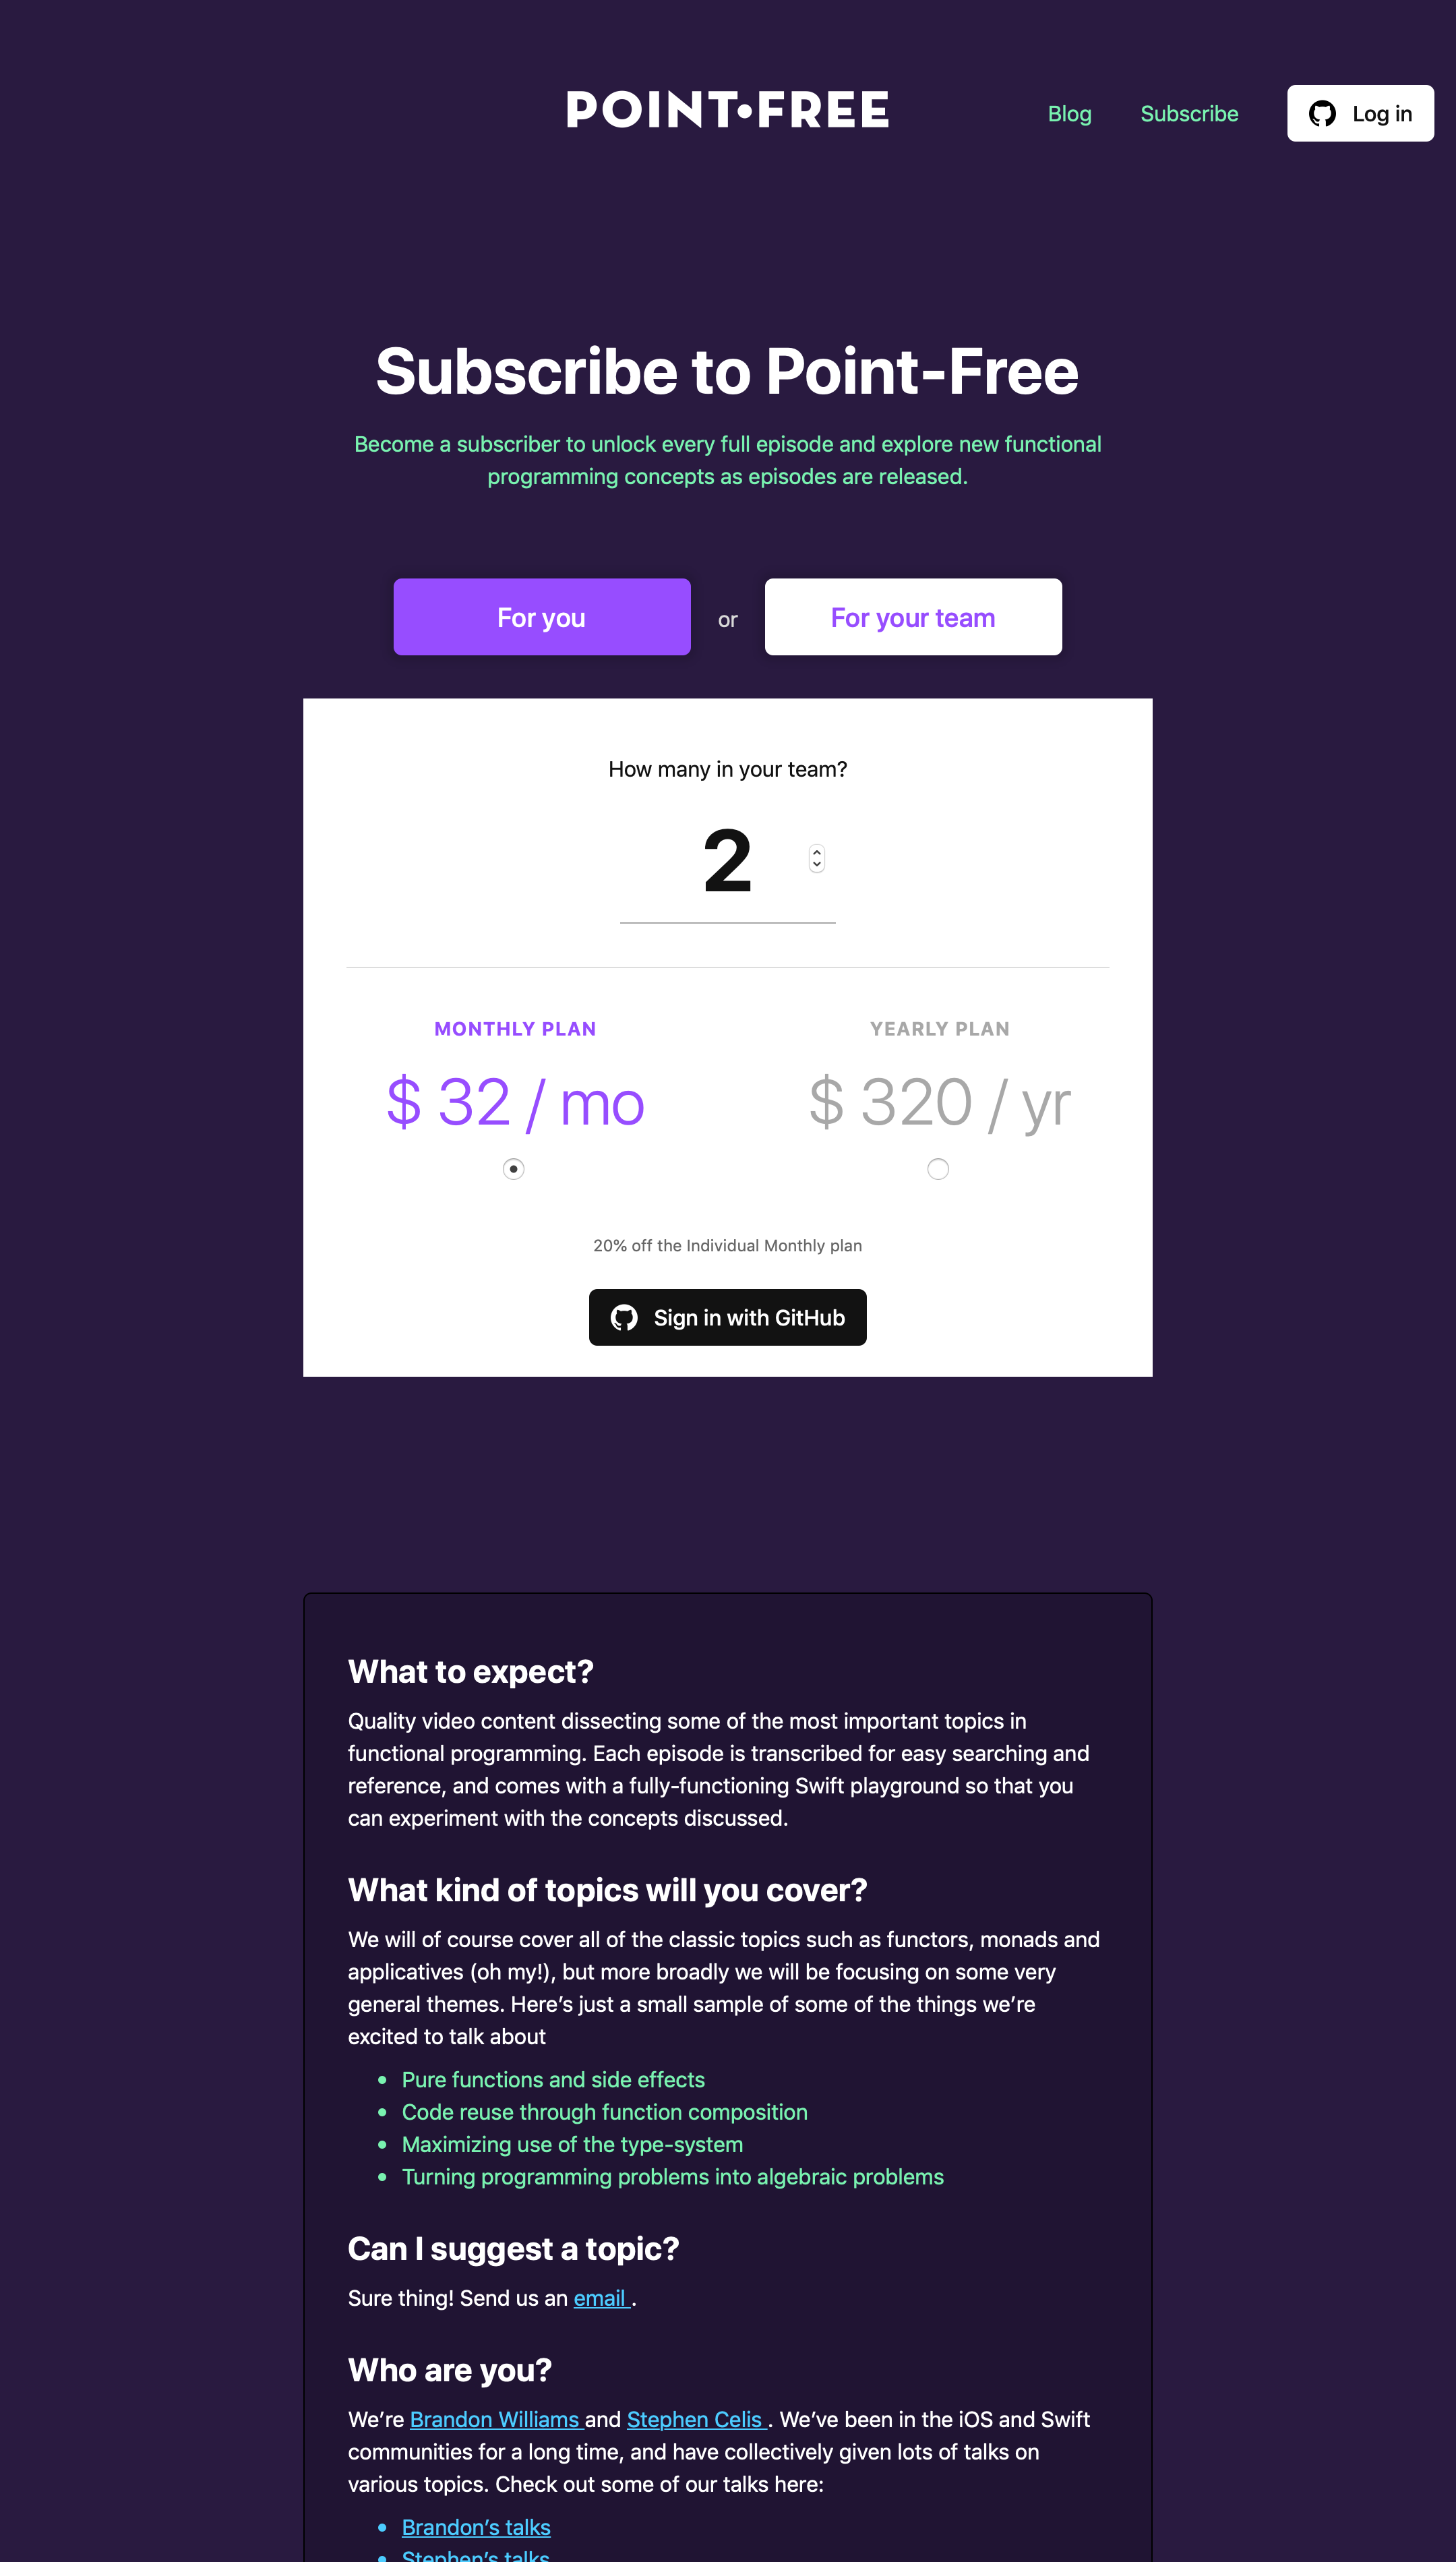 POINT•FREE
Blog
Subscribe
Log in
Subscribe to Point-Free
Become a subscriber to unlock every full episode and explore new functional
programming concepts as episodes are released.
For you
or
For your team
How many in your team?
2
MONTHLY PLAN
$ 32 / mo
YEARLY PLAN
$ 320 / yr
20% off the Individual Monthly plan
Sign in with GitHub
What to expect?
Quality video content dissecting some of the most important topics in
functional programming. Each episode is transcribed for easy searching and
reference, and comes with a fully-functioning Swift playground so that you
can experiment with the concepts discussed.
What kind of topics will you cover?
We will of course cover all of the classic topics such as functors, monads and
applicatives (oh my!), but more broadly we will be focusing on some very
general themes. Here’s just a small sample of some of the things we’re
excited to talk about
• Pure functions and side effects
• Code reuse through function composition
• Maximizing use of the type-system
• Turning programming problems into algebraic problems
Can I suggest a topic?
Sure thing! Send us an email .
Who are you?
We’re Brandon Williams and Stephen Celis . We’ve been in the iOS and Swift
communities for a long time, and have collectively given lots of talks on
various topics. Check out some of our talks here:
• Brandon’s talks
• Stephen’s talks